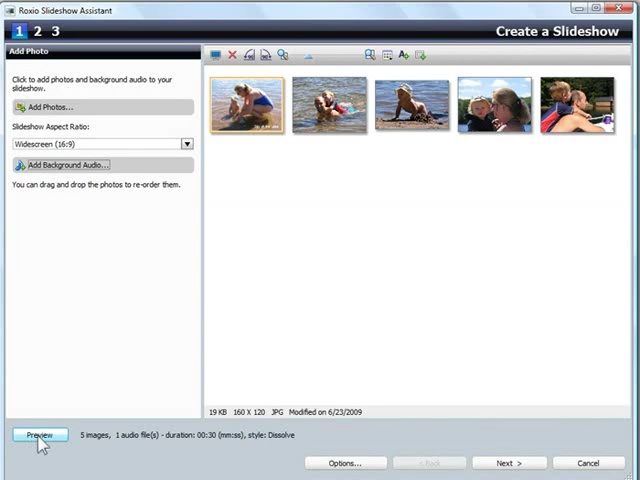 Roxio Slideshow Assistant
1 2 3
Create a Slideshow
Add Photo
Click to add photos and background audio to your
slideshow.
Add Photos...
Slideshow Aspect Ratio:
Widescreen (16:9)
Add Background Audio...
You can drag and drop the photos to re-order them.
19 KB 160 X 120 JPG Modified on 6/23/2009
Preview
5 images, 1 audio file(s) - duration: 00:30 (mm:ss), style: Dissolve
Options...
< Back
Next >
Cancel